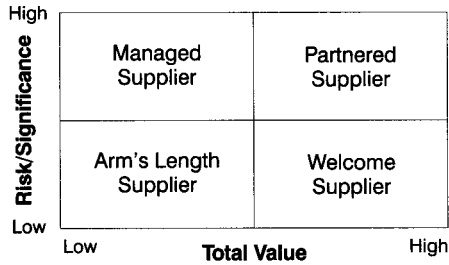 High
Managed
Supplier
Partnered
Supplier
Risk/Significance
Arm's Length
Supplier
Welcome
Supplier
Low
Low
Total Value
High